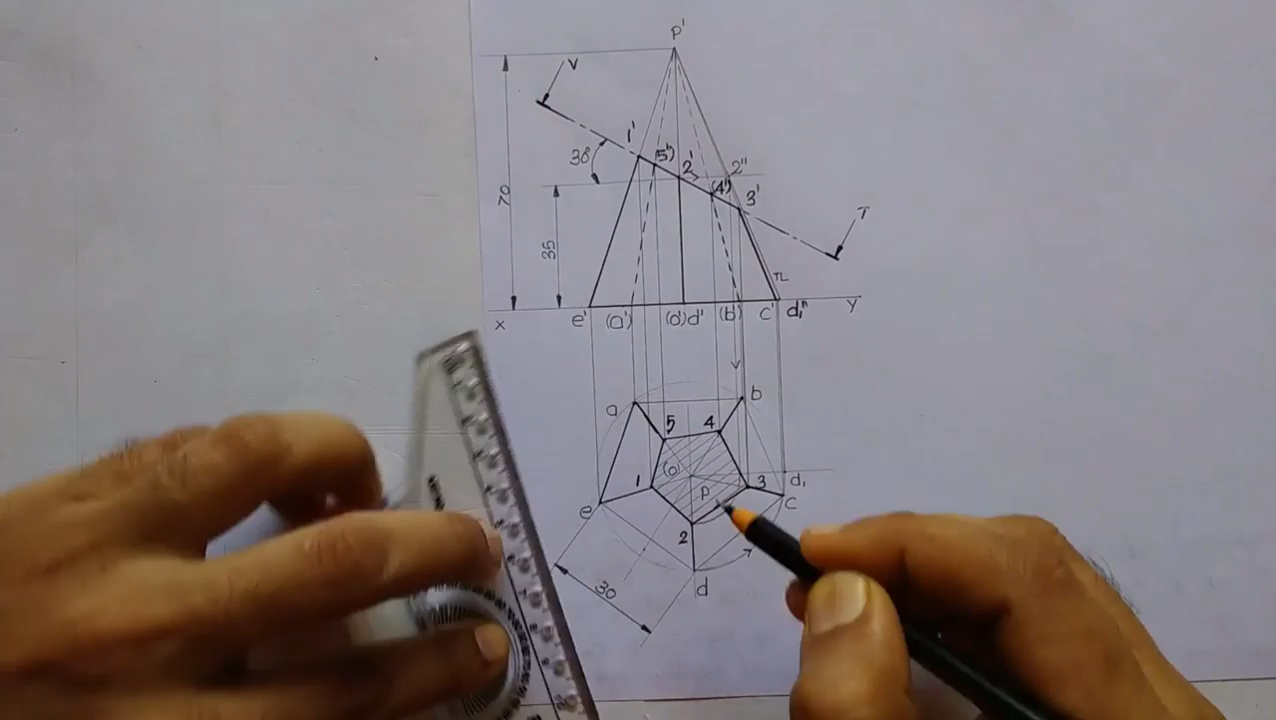 p'
V
1'
30°
(5')
2'
2"
70
(4')
3'
T
35
TL
x
e'
(a')
(o')d'
(b')
c'
d₁"
y
a
b
5
4
(o)
1
p
3
d₁
c
e
2
30
d